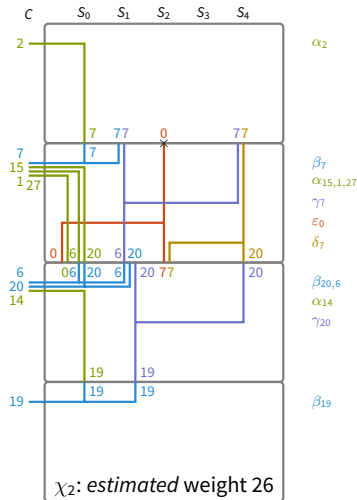 C S₀ S₁ S₂ S₃ S₄
2 α₂
7 77 0 77
7 7 β₇
15 α₁₅,₁,₂₇
1
27 γ₇
ε₀
0 6 20 6 20 20 δ₇
6 06 20 6 20 77 20 β₂₀,₆
20
14 α₁₄
γ₂₀
19 19
19 19 19 β₁₉
χ₂: estimated weight 26